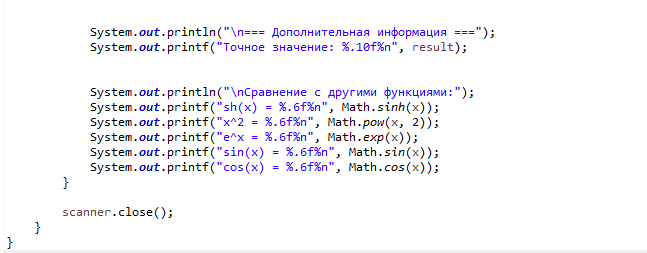 System.out.println("\n=== Дополнительная информация ===");
System.out.printf("Точное значение: %.10f%n", result);
System.out.println("\nСравнение с другими функциями:");
System.out.printf("sh(x) = %.6f%n", Math.sinh(x));
System.out.printf("x^2 = %.6f%n", Math.pow(x, 2));
System.out.printf("e^x = %.6f%n", Math.exp(x));
System.out.printf("sin(x) = %.6f%n", Math.sin(x));
System.out.printf("cos(x) = %.6f%n", Math.cos(x));
}
scanner.close();
}
}